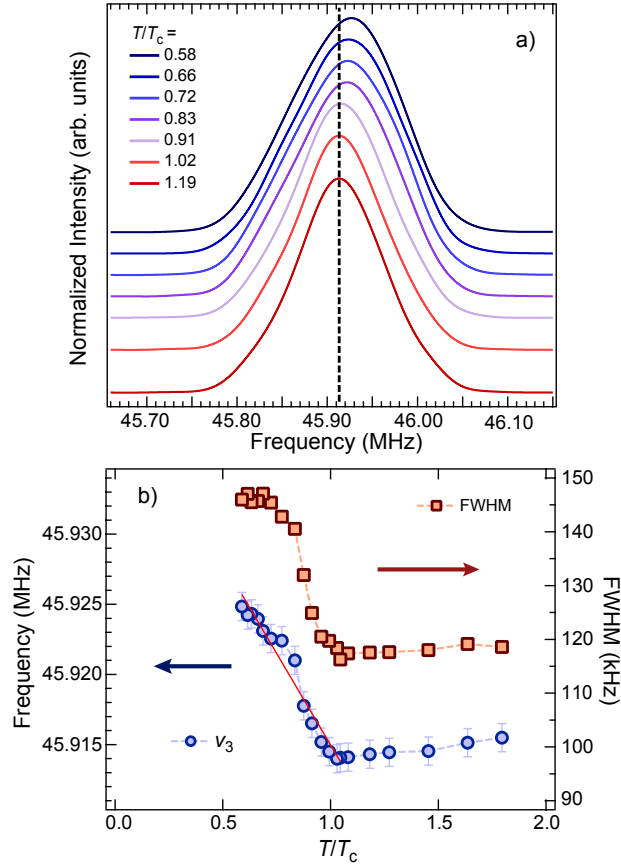 T/Tc =
0.58
0.66
0.72
0.83
0.91
1.02
1.19
a)
Normalized Intensity (arb. units)
45.70 45.80 45.90 46.00 46.10
Frequency (MHz)
b)
FWHM
ν3
45.930
45.925
45.920
45.915
Frequency (MHz)
150
140
130
120
110
100
90
FWHM (kHz)
0.0 0.5 1.0 1.5 2.0
T/Tc